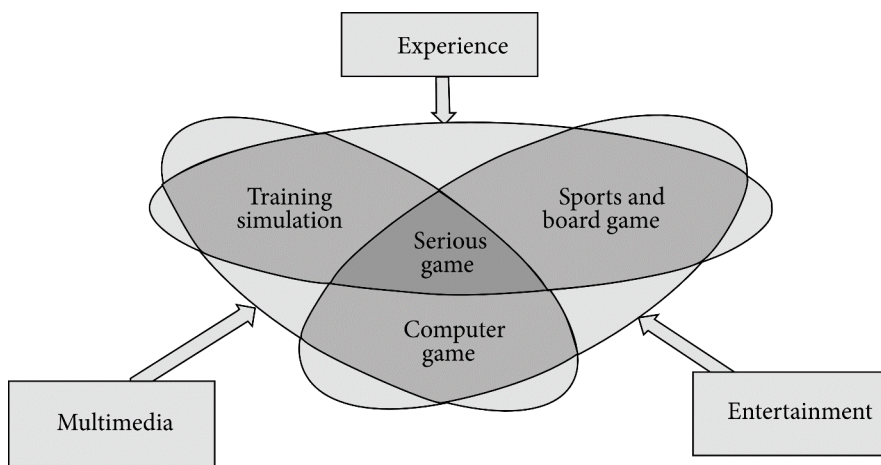 Experience
Training
simulation
Sports and
board game
Serious
game
Computer
game
Multimedia
Entertainment